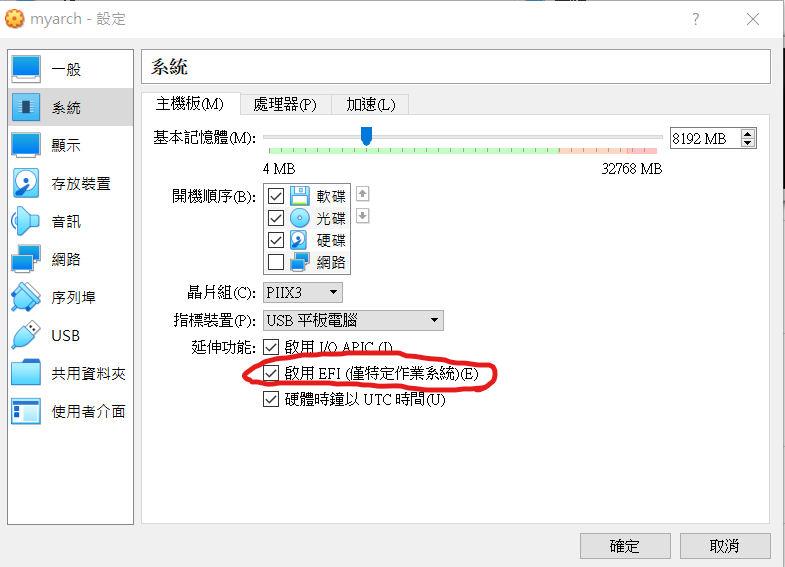 myarch - 設定
?
一般
系統
顯示
存放裝置
音訊
網路
序列埠
USB
共用資料夾
使用者介面
系統
主機板(M) 處理器(P) 加速(L)
基本記憶體(M): 8192 MB
4 MB 32768 MB
開機順序(B): 軟碟
光碟
硬碟
網路
晶片組(C): PIIX3
指標裝置(P): USB 平板電腦
延伸功能: 啟用 I/O APIC (I)
啟用 EFI (僅特定作業系統)(E)
硬體時鐘以 UTC 時間(U)
確定 取消